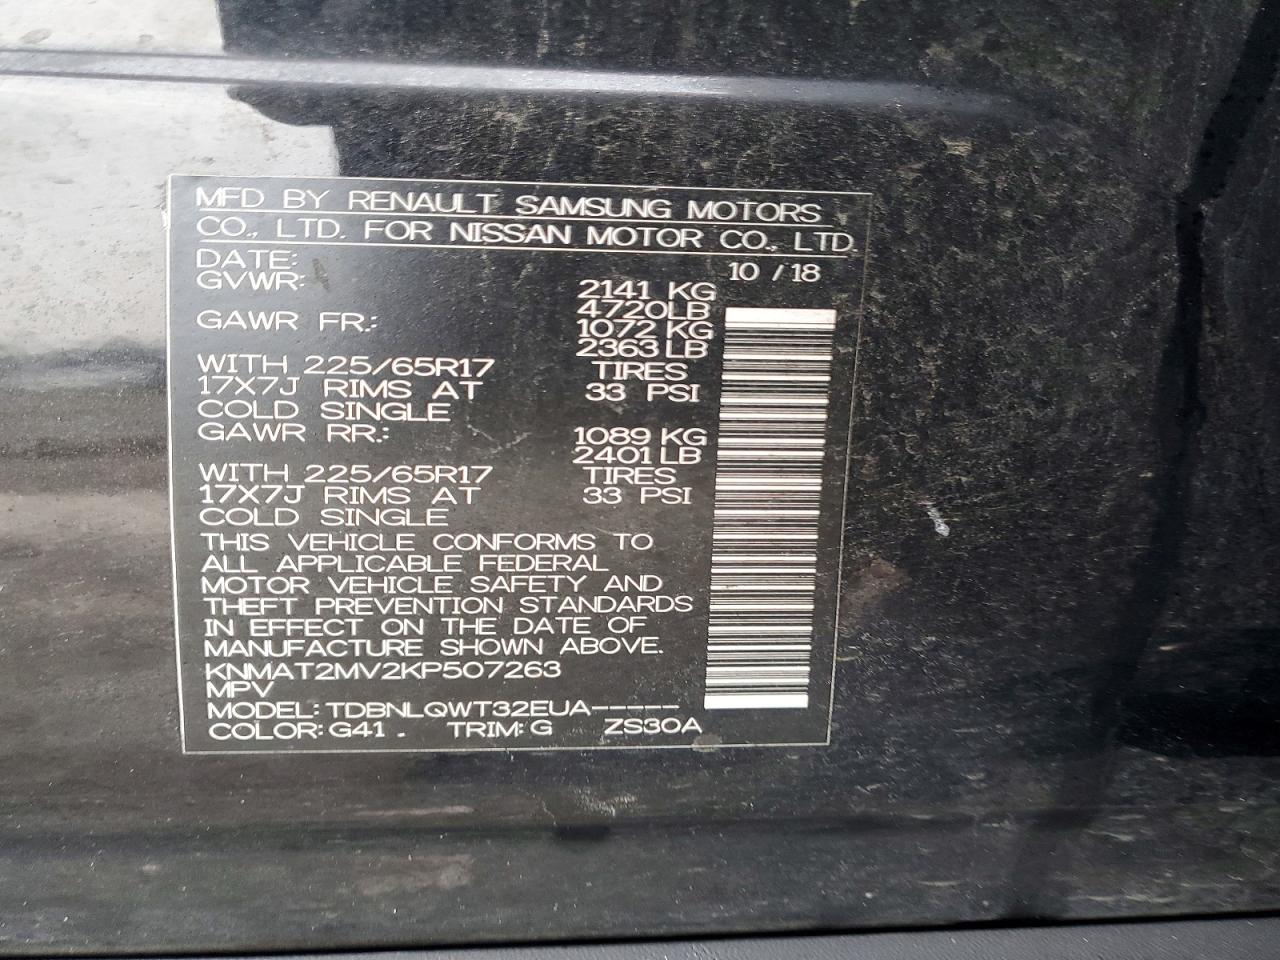 MFD BY RENAULT SAMSUNG MOTORS
CO., LTD. FOR NISSAN MOTOR CO., LTD.
DATE: 10 / 18
GVWR: 2141 KG
4720LB
GAWR FR.: 1072 KG
2363 LB
WITH 225/65R17 TIRES
17X7J RIMS AT 33 PSI
COLD SINGLE
GAWR RR.: 1089 KG
2401 LB
WITH 225/65R17 TIRES
17X7J RIMS AT 33 PSI
COLD SINGLE
THIS VEHICLE CONFORMS TO
ALL APPLICABLE FEDERAL
MOTOR VEHICLE SAFETY AND
THEFT PREVENTION STANDARDS
IN EFFECT ON THE DATE OF
MANUFACTURE SHOWN ABOVE.
KNMAT2MV2KP507263
MPV
MODEL: TDBNLQWT32EUA-----
COLOR: G41 . TRIM: G ZS30A